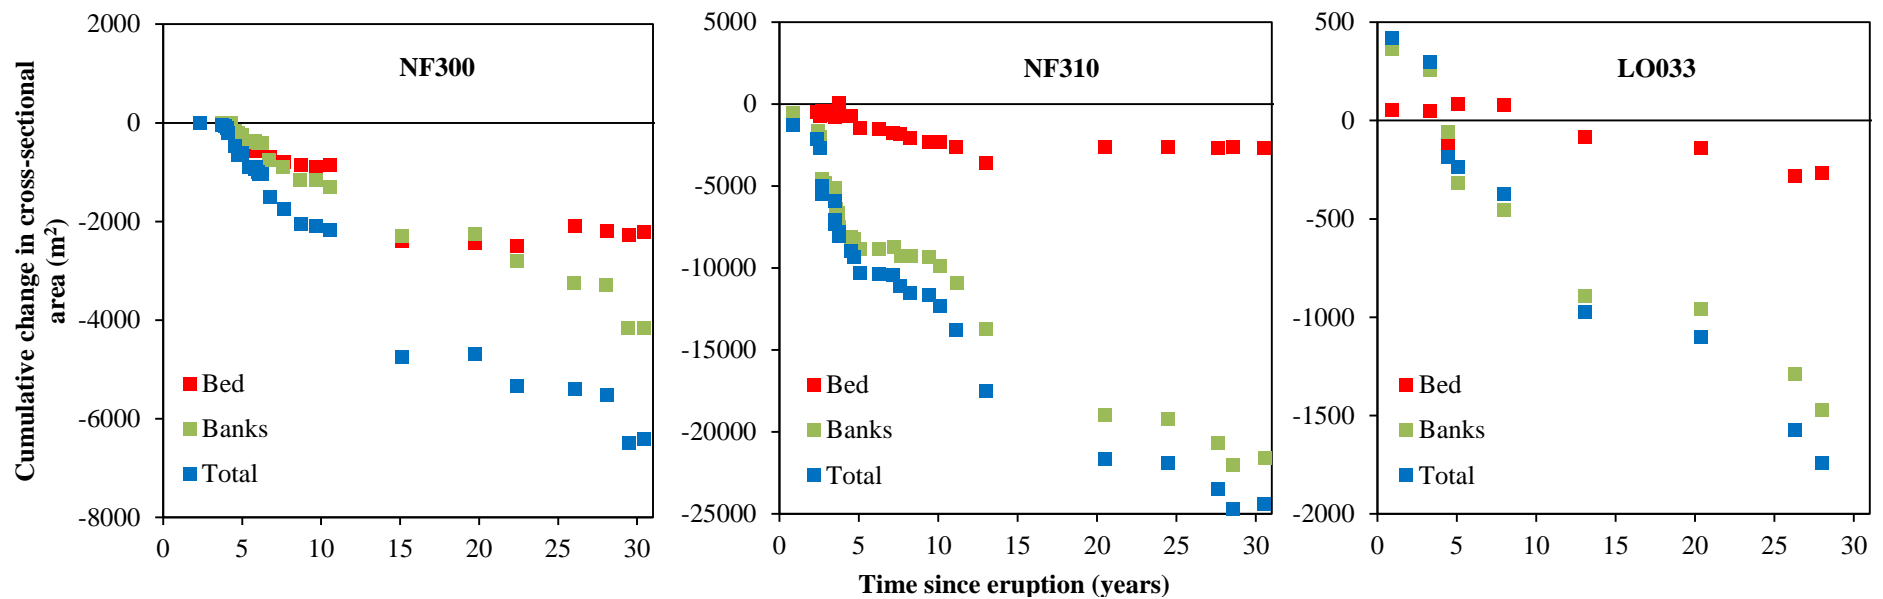 Cumulative change in cross-sectional
area (m²)
2000
0
-2000
-4000
-6000
-8000
NF300
Bed
Banks
Total
0 5 10 15 20 25 30
5000
0
-5000
-10000
-15000
-20000
-25000
NF310
Bed
Banks
Total
0 5 10 15 20 25 30
500
0
-500
-1000
-1500
-2000
LO033
Bed
Banks
Total
0 5 10 15 20 25 30
Time since eruption (years)